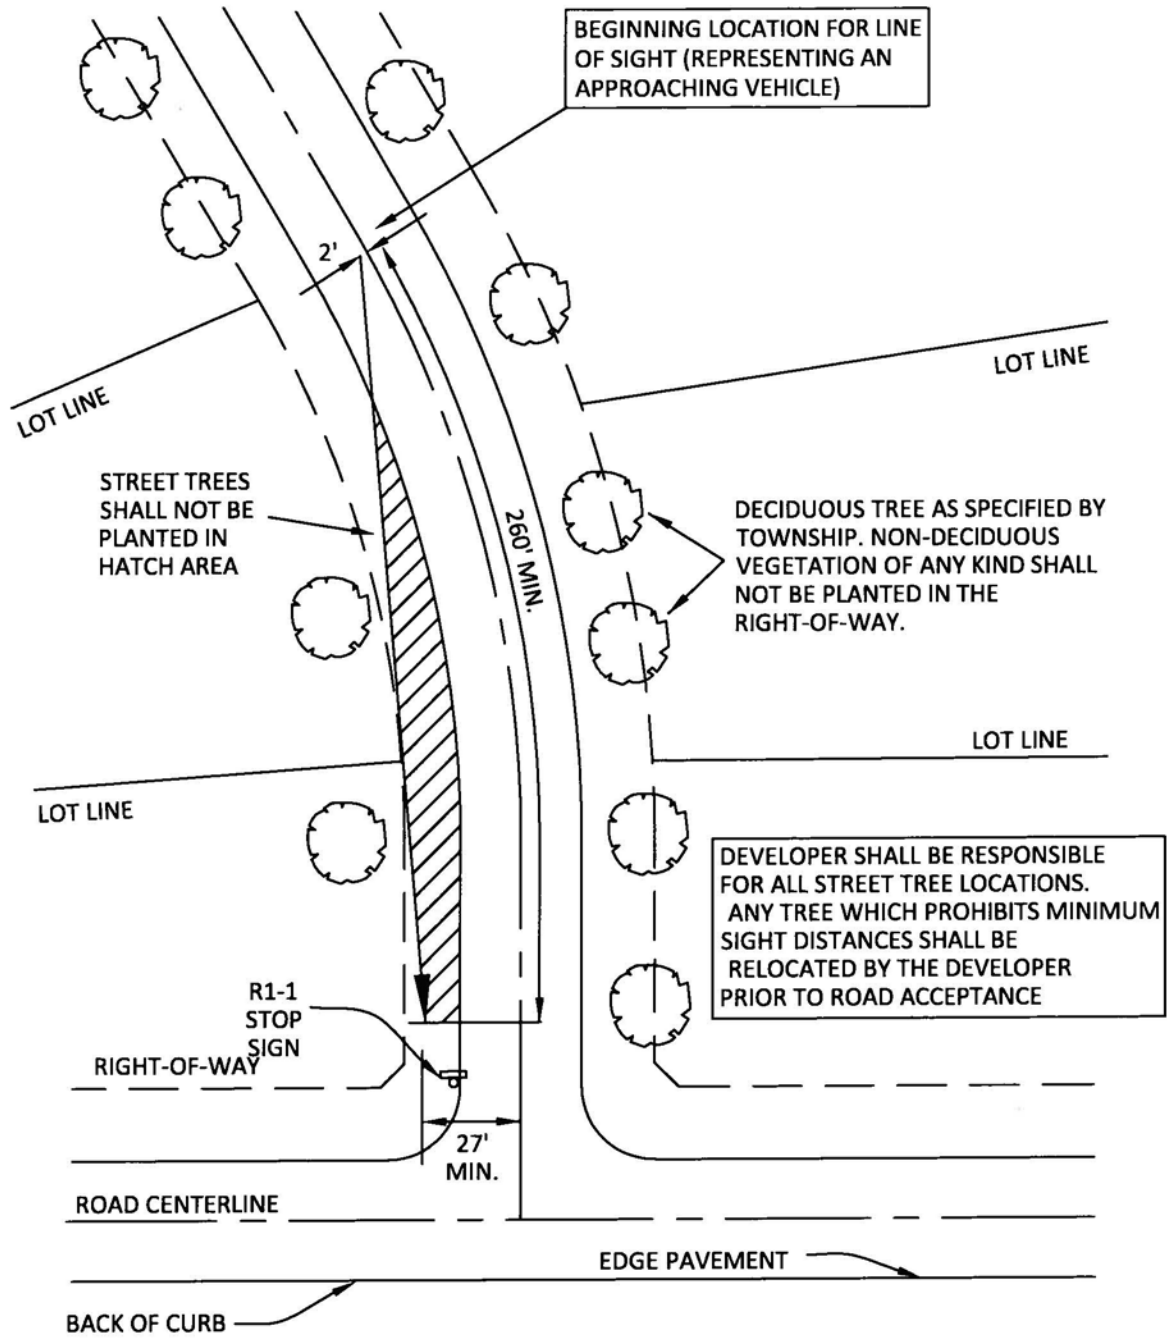 BEGINNING LOCATION FOR LINE
OF SIGHT (REPRESENTING AN
APPROACHING VEHICLE)
2'
LOT LINE
LOT LINE
STREET TREES
SHALL NOT BE
PLANTED IN
HATCH AREA
260' MIN.
DECIDUOUS TREE AS SPECIFIED BY
TOWNSHIP. NON-DECIDUOUS
VEGETATION OF ANY KIND SHALL
NOT BE PLANTED IN THE
RIGHT-OF-WAY.
LOT LINE
LOT LINE
DEVELOPER SHALL BE RESPONSIBLE
FOR ALL STREET TREE LOCATIONS.
ANY TREE WHICH PROHIBITS MINIMUM
SIGHT DISTANCES SHALL BE
RELOCATED BY THE DEVELOPER
PRIOR TO ROAD ACCEPTANCE
R1-1
STOP
SIGN
RIGHT-OF-WAY
27'
MIN.
ROAD CENTERLINE
EDGE PAVEMENT
BACK OF CURB